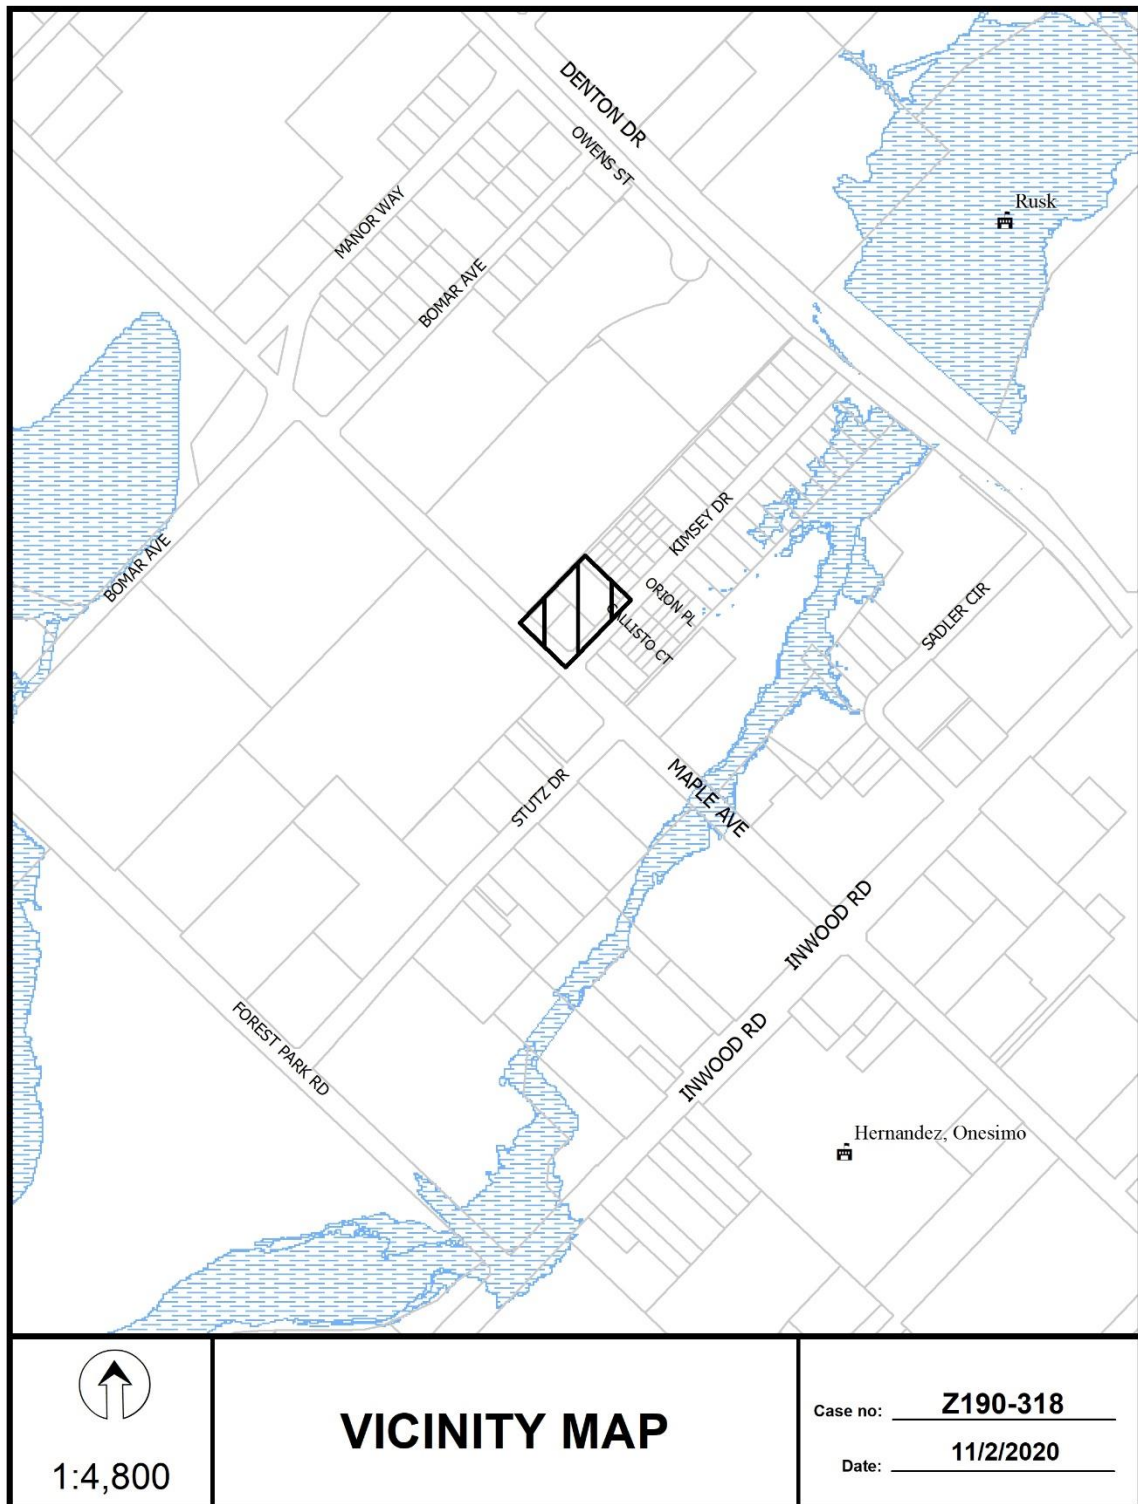 DENTON DR
OWENS ST
Rusk
MANOR WAY
BOMAR AVE
KIMSEY DR
BOMAR AVE
ORION PL
CALLISTO CT
SADLER CIR
MAPLE AVE
STUTZ DR
INWOOD RD
FOREST PARK RD
INWOOD RD
Hernandez, Onesimo
1:4,800
VICINITY MAP
Case no: Z190-318
Date: 11/2/2020